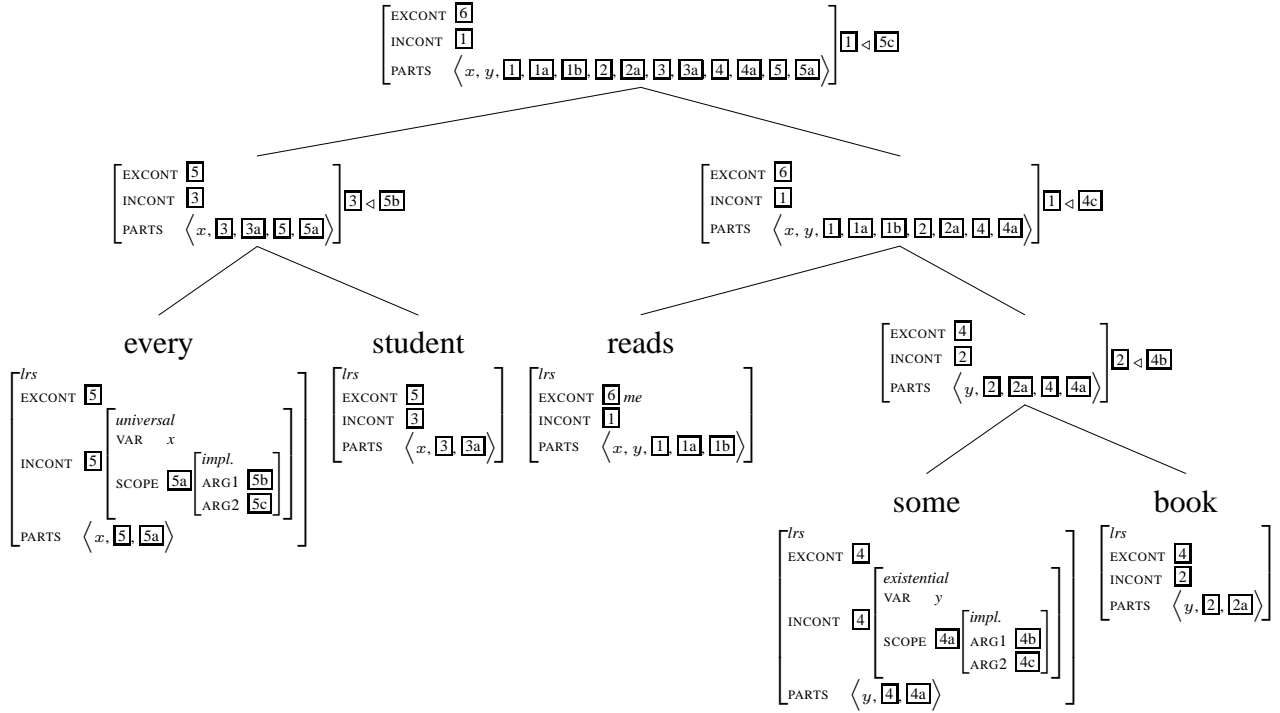 EXCONT 6
INCONT 1
PARTS ⟨x, y, 1, 1a, 1b, 2, 2a, 3, 3a, 4, 4a, 5, 5a⟩
1 ◃ 5c
EXCONT 5
INCONT 3
PARTS ⟨x, 3, 3a, 5, 5a⟩
3 ◃ 5b
EXCONT 6
INCONT 1
PARTS ⟨x, y, 1, 1a, 1b, 2, 2a, 4, 4a⟩
1 ◃ 4c
every
lrs
EXCONT 5
INCONT 5
universal
VAR x
SCOPE 5a
impl.
ARG1 5b
ARG2 5c
PARTS ⟨x, 5, 5a⟩
student
lrs
EXCONT 5
INCONT 3
PARTS ⟨x, 3, 3a⟩
reads
lrs
EXCONT 6 me
INCONT 1
PARTS ⟨x, y, 1, 1a, 1b⟩
EXCONT 4
INCONT 2
PARTS ⟨y, 2, 2a, 4, 4a⟩
2 ◃ 4b
some
lrs
EXCONT 4
INCONT 4
existential
VAR y
SCOPE 4a
impl.
ARG1 4b
ARG2 4c
PARTS ⟨y, 4, 4a⟩
book
lrs
EXCONT 4
INCONT 2
PARTS ⟨y, 2, 2a⟩